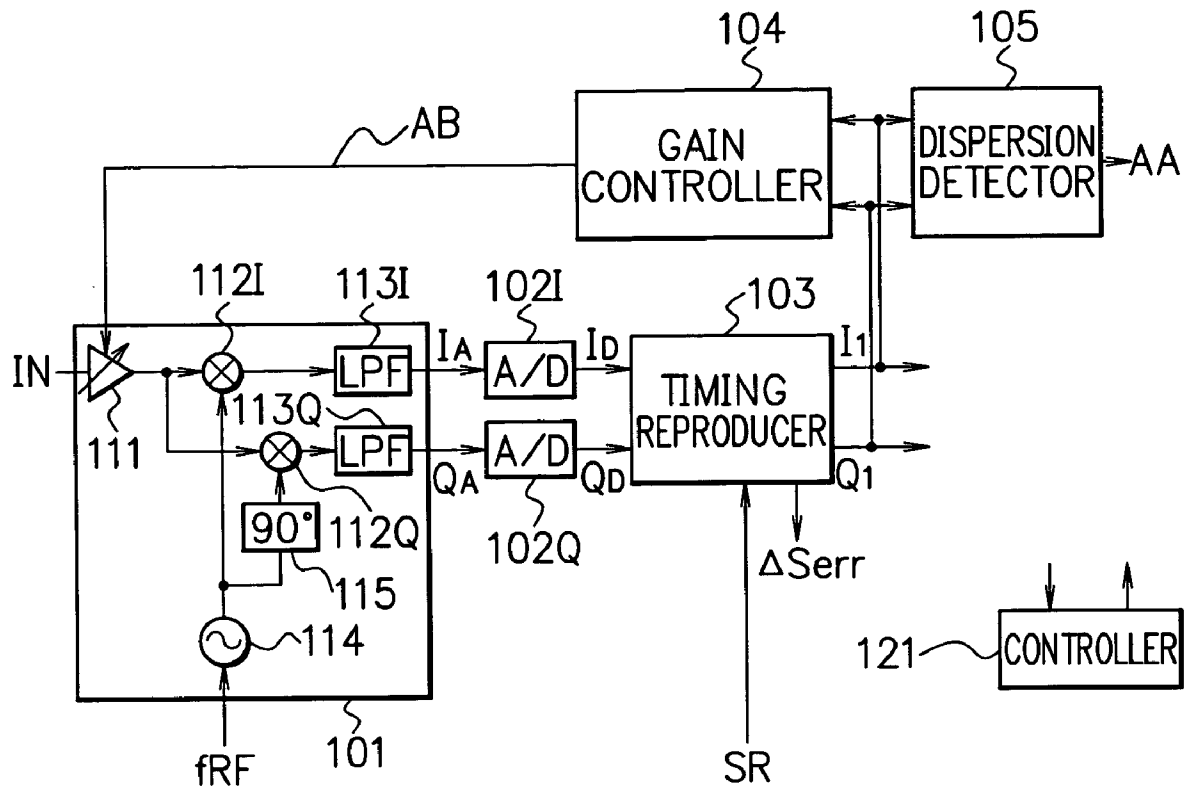 104
105
AB
GAIN
CONTROLLER
DISPERSION
DETECTOR
AA
112I
113I
102I
103
IN
LPF
IA
A/D
ID
TIMING
REPRODUCER
I1
111
113Q
LPF
QA
A/D
QD
Q1
90°
112Q
102Q
ΔSerr
115
114
121
CONTROLLER
101
fRF
SR